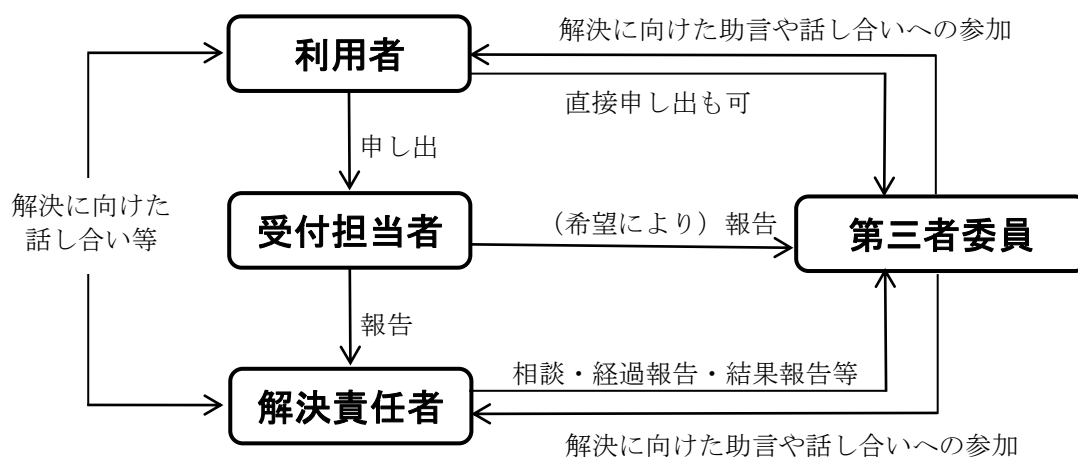 解決に向けた助言や話し合いへの参加
利用者
直接申し出も可
申し出
解決に向けた
話し合い等
受付担当者
（希望により）報告
第三者委員
報告
相談・経過報告・結果報告等
解決責任者
解決に向けた助言や話し合いへの参加